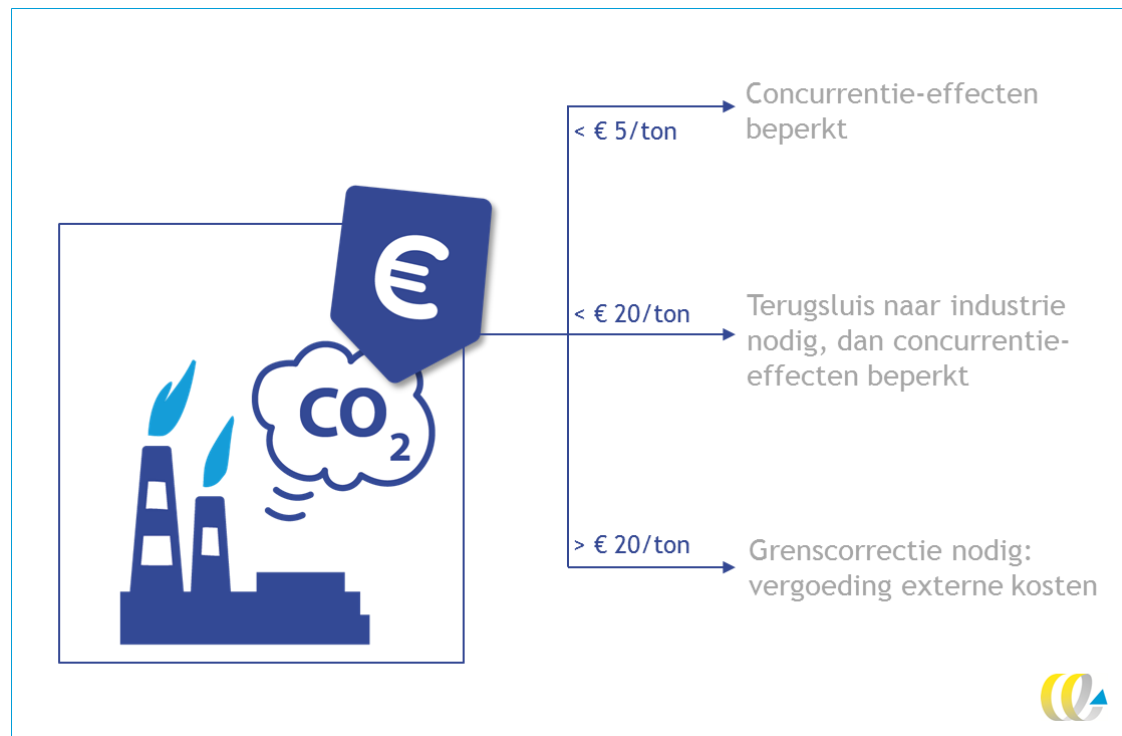 Concurrentie-effecten
beperkt
< € 5/ton
€
Terugsluis naar industrie
nodig, dan concurrentie-
effecten beperkt
< € 20/ton
CO2
> € 20/ton
Grenscorrectie nodig:
vergoeding externe kosten